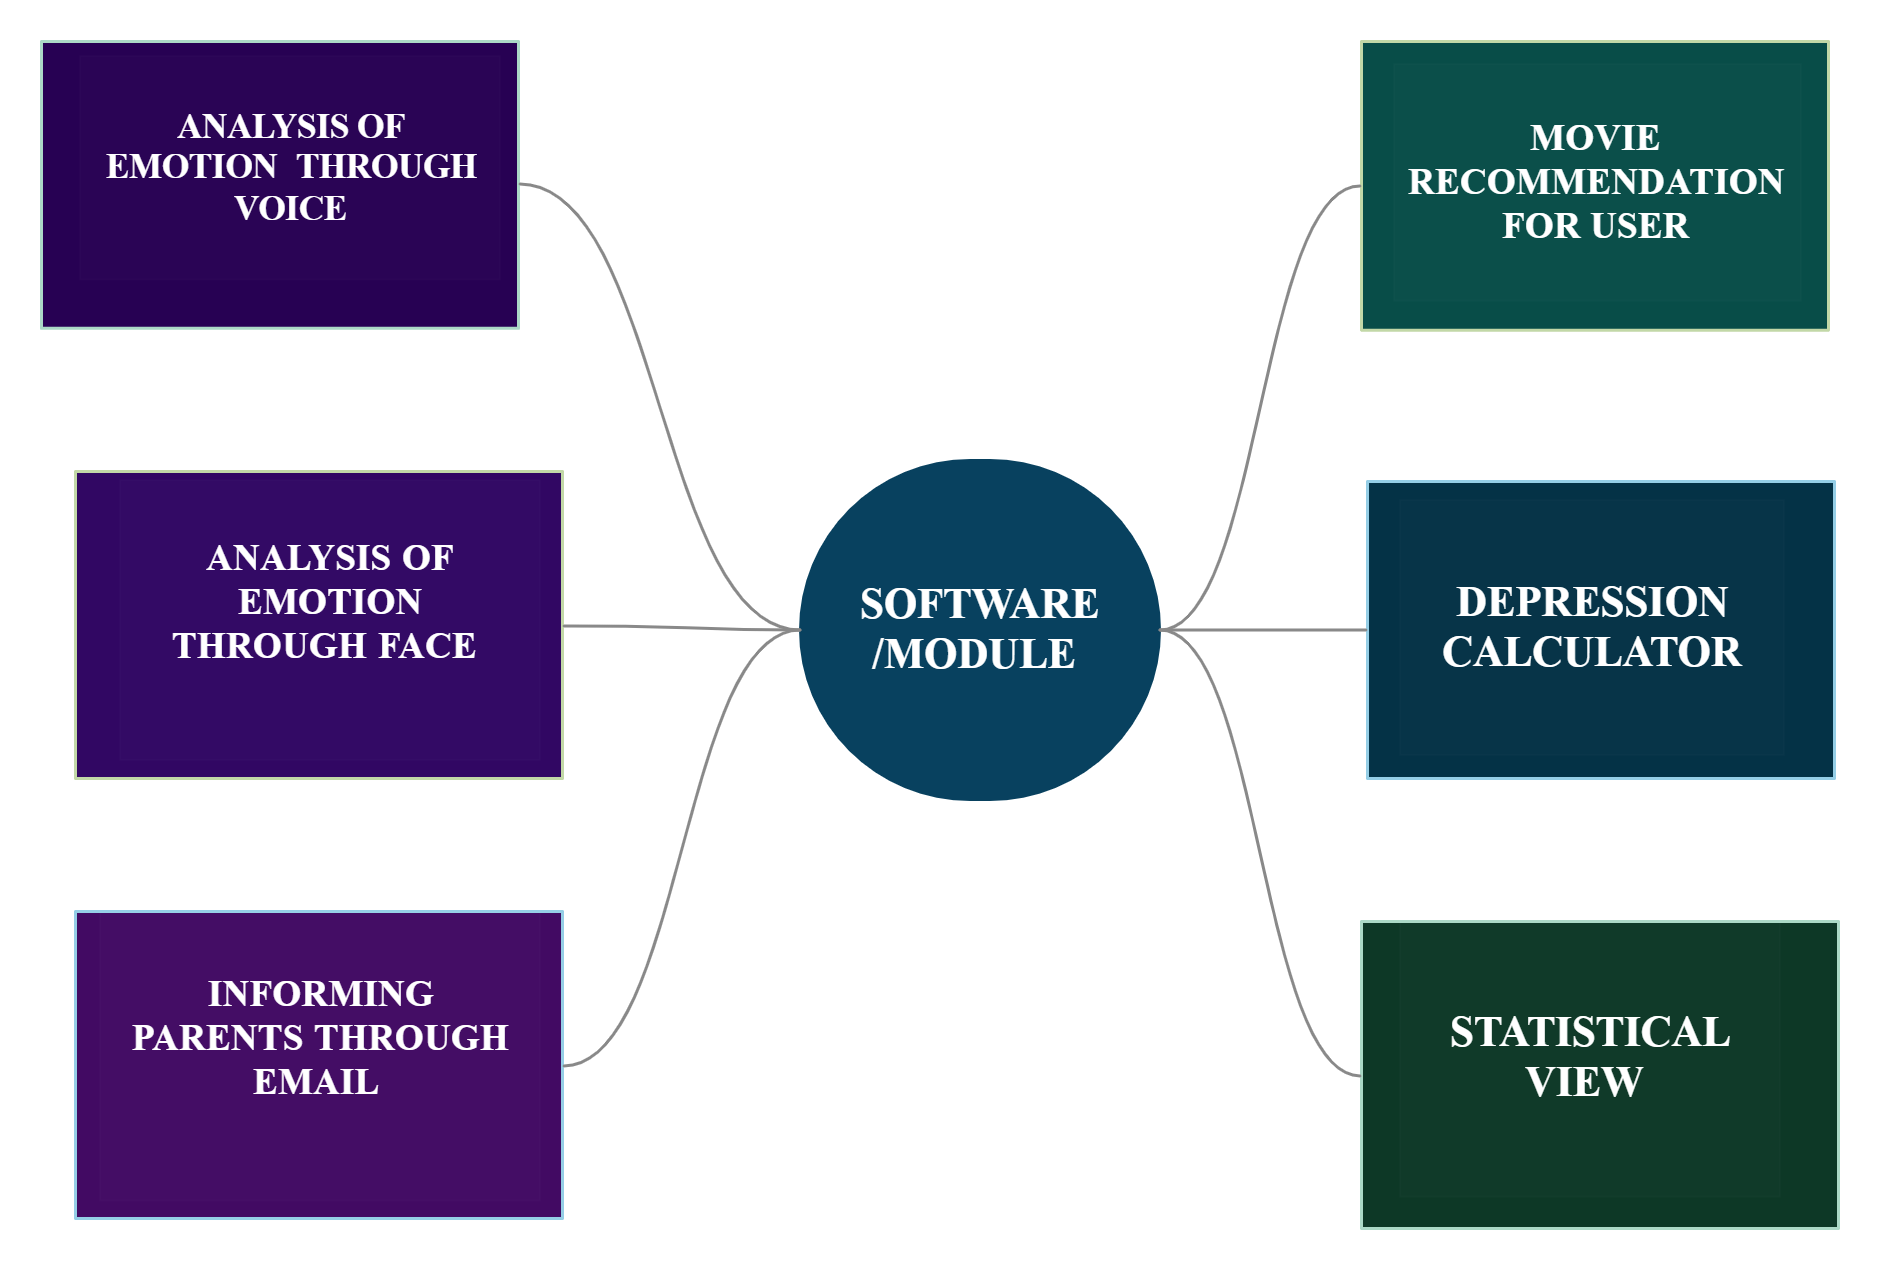 ANALYSIS OF
EMOTION THROUGH
VOICE
ANALYSIS OF
EMOTION
THROUGH FACE
INFORMING
PARENTS THROUGH
EMAIL
SOFTWARE
/MODULE
MOVIE
RECOMMENDATION
FOR USER
DEPRESSION
CALCULATOR
STATISTICAL
VIEW